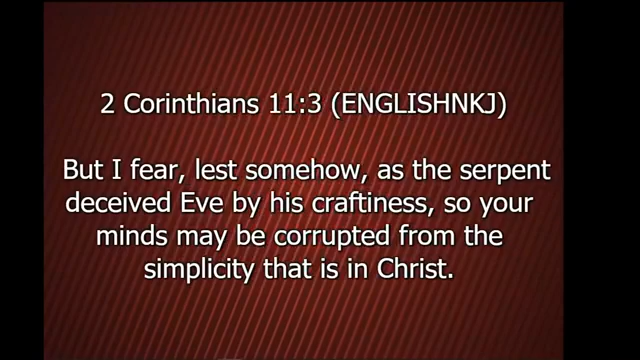 2 Corinthians 11:3 (ENGLISHNKJ)
But I fear, lest somehow, as the serpent
deceived Eve by his craftiness, so your
minds may be corrupted from the
simplicity that is in Christ.